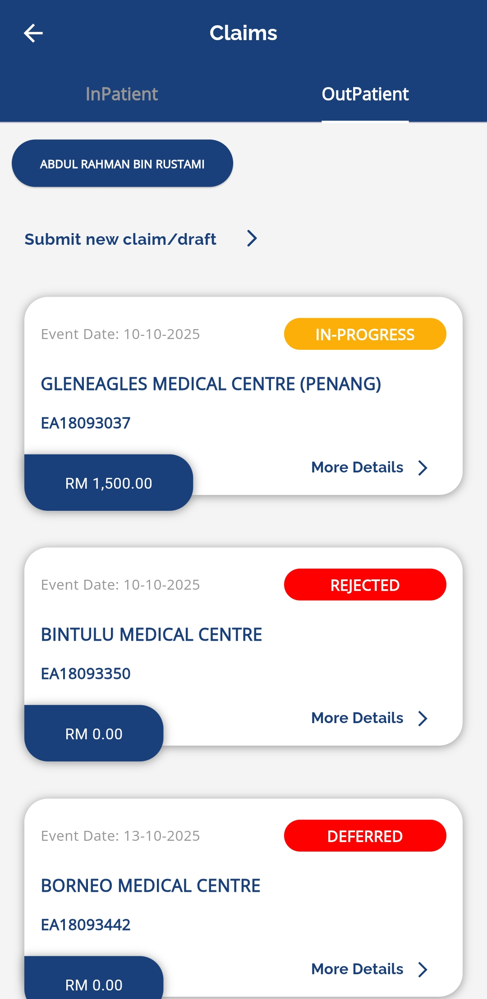 Claims
InPatient
OutPatient
ABDUL RAHMAN BIN RUSTAMI
Submit new claim/draft
Event Date: 10-10-2025
IN-PROGRESS
GLENEAGLES MEDICAL CENTRE (PENANG)
EA18093037
More Details
RM 1,500.00
Event Date: 10-10-2025
REJECTED
BINTULU MEDICAL CENTRE
EA18093350
More Details
RM 0.00
Event Date: 13-10-2025
DEFERRED
BORNEO MEDICAL CENTRE
EA18093442
More Details
RM 0.00